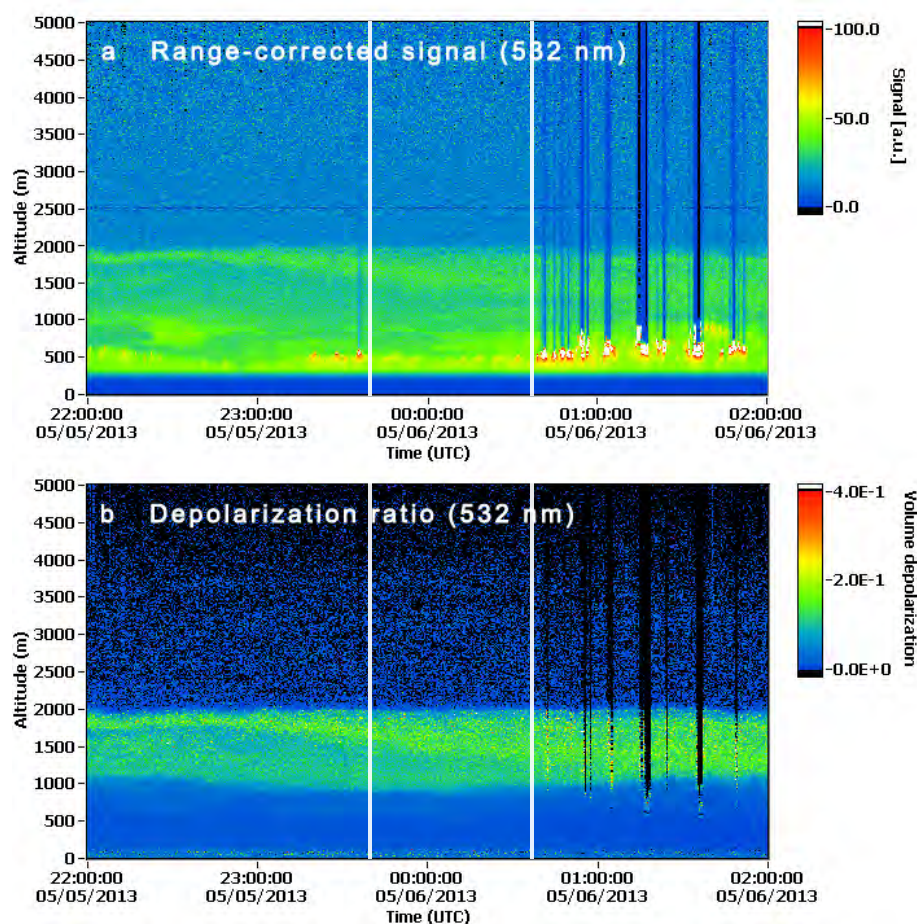 a Range-corrected signal (532 nm)
5000
4500
4000
3500
3000
2500
2000
1500
1000
500
0
Altitude (m)
22:00:00 23:00:00 00:00:00 01:00:00 02:00:00
05/05/2013 05/05/2013 05/06/2013 05/06/2013 05/06/2013
Time (UTC)
-100.0
-50.0
-0.0
Signal [a.u.]
b Depolarization ratio (532 nm)
5000
4500
4000
3500
3000
2500
2000
1500
1000
500
0
Altitude (m)
22:00:00 23:00:00 00:00:00 01:00:00 02:00:00
05/05/2013 05/05/2013 05/06/2013 05/06/2013 05/06/2013
Time (UTC)
-4.0E-1
-2.0E-1
-0.0E+0
Volume depolarization